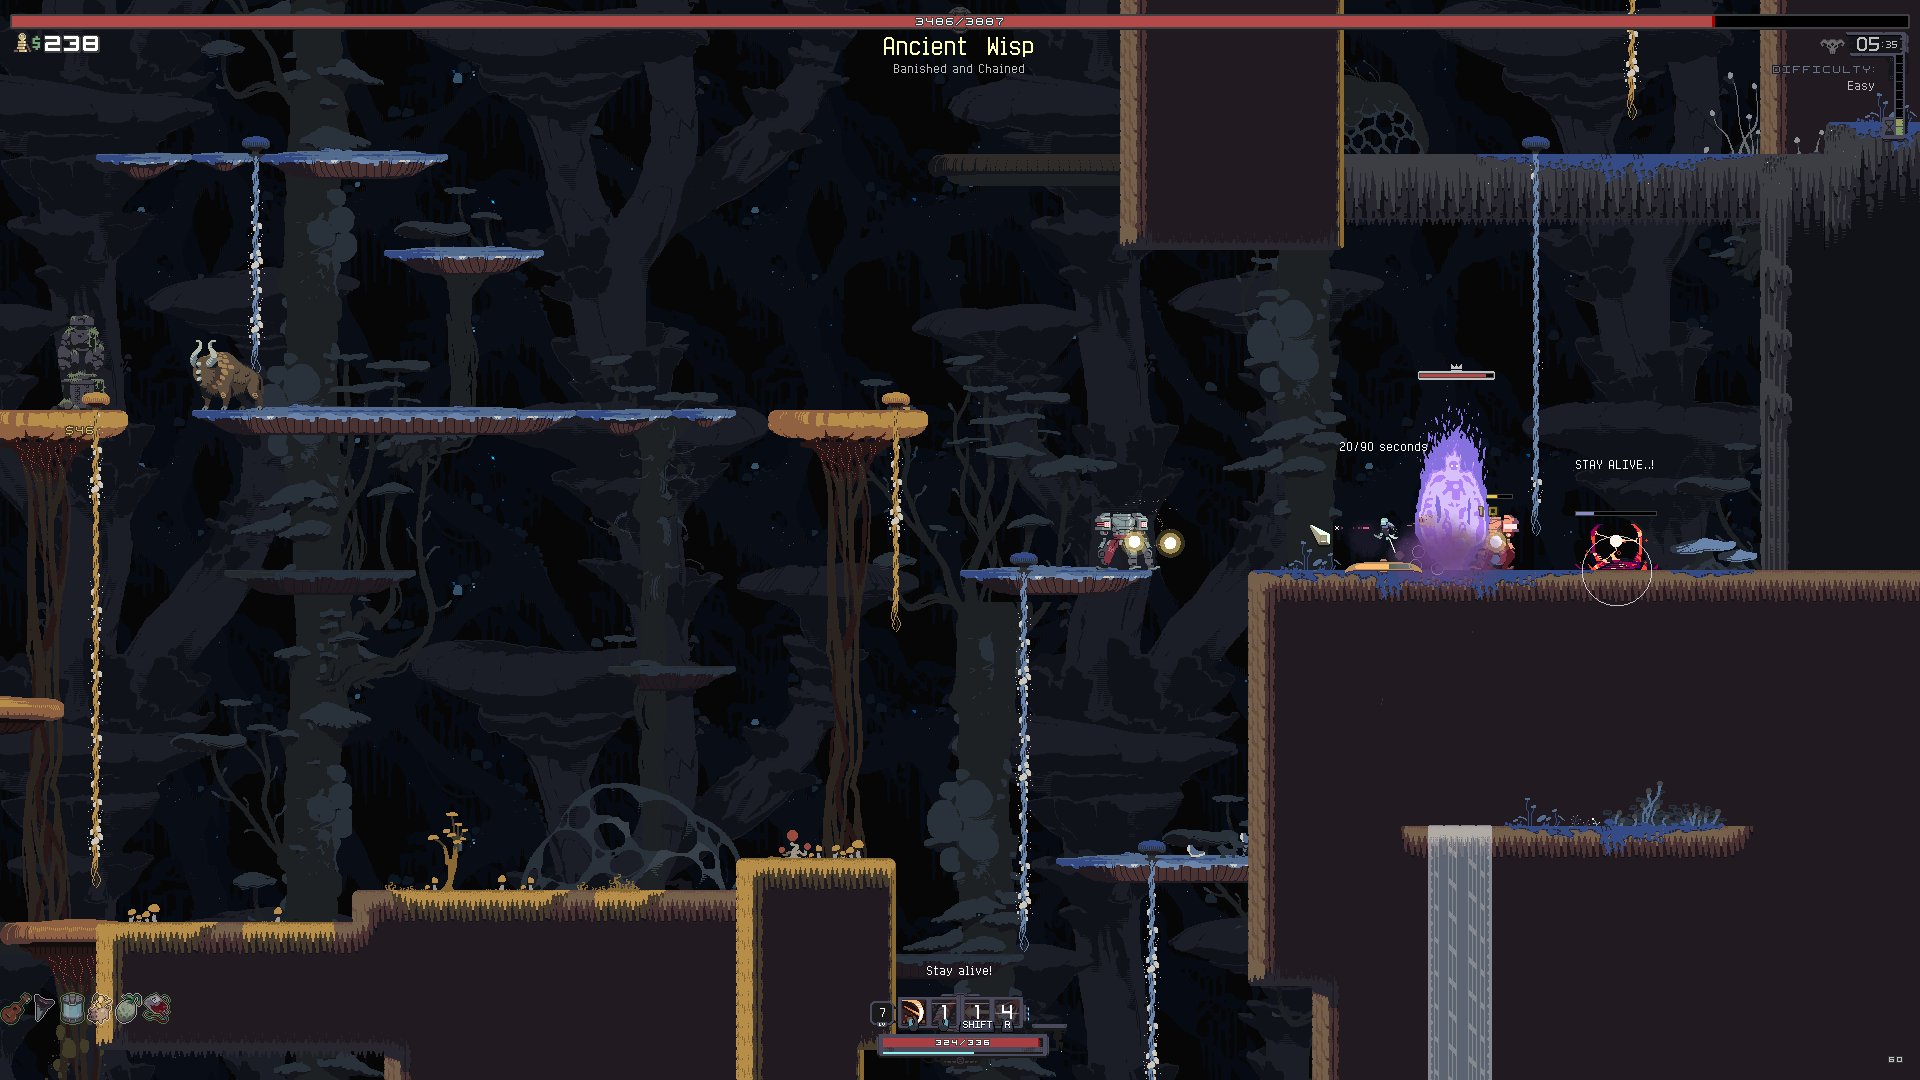 3486/3887
$238
Ancient Wisp
Banished and Chained
05:35
DIFFICULTY:
Easy
$46
20/90 seconds
STAY ALIVE..!
Stay alive!
7
LV
1
1
4
SHIFT
R
324/336
60